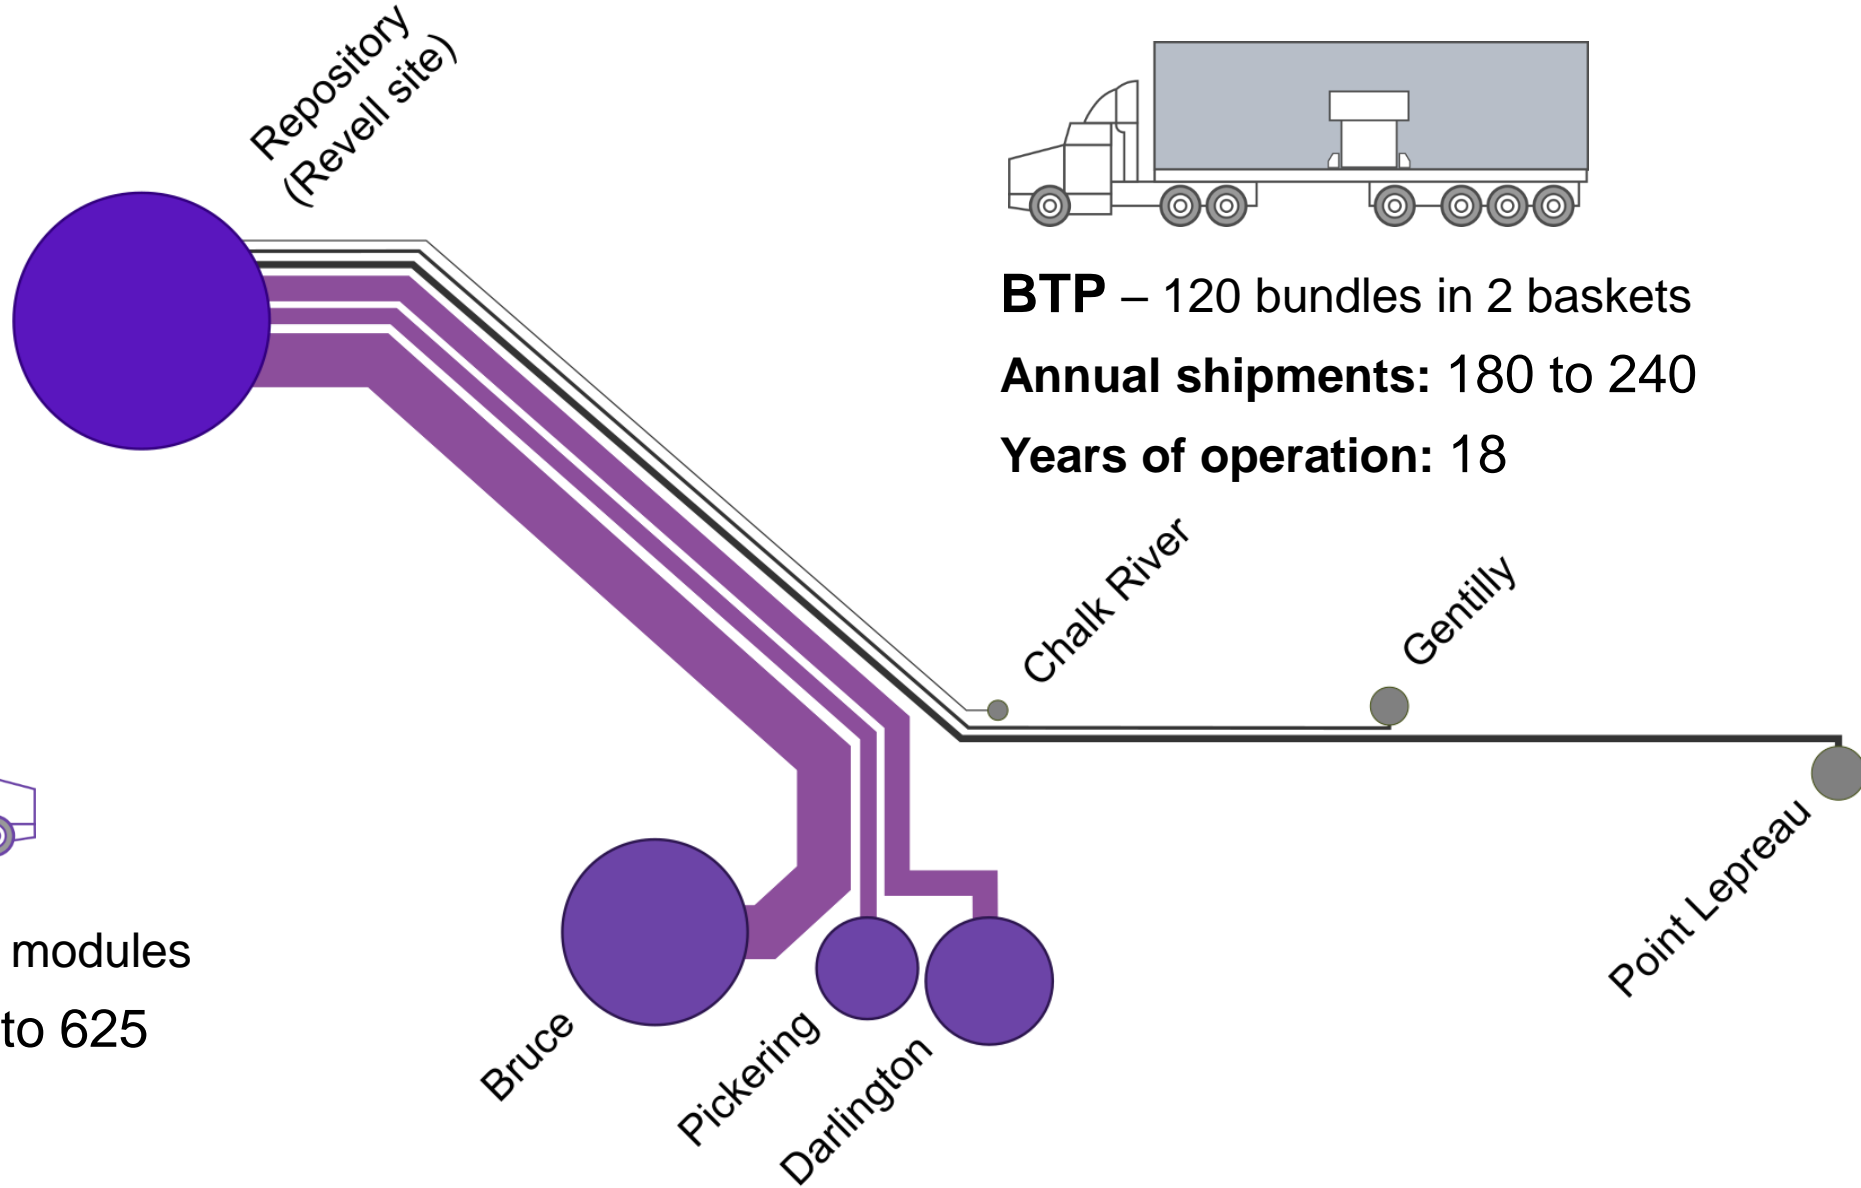 Repository
(Revell site)
BTP – 120 bundles in 2 baskets
Annual shipments: 180 to 240
Years of operation: 18
Chalk River
Gentilly
Point Lepreau
modules
to 625
Bruce
Pickering
Darlington